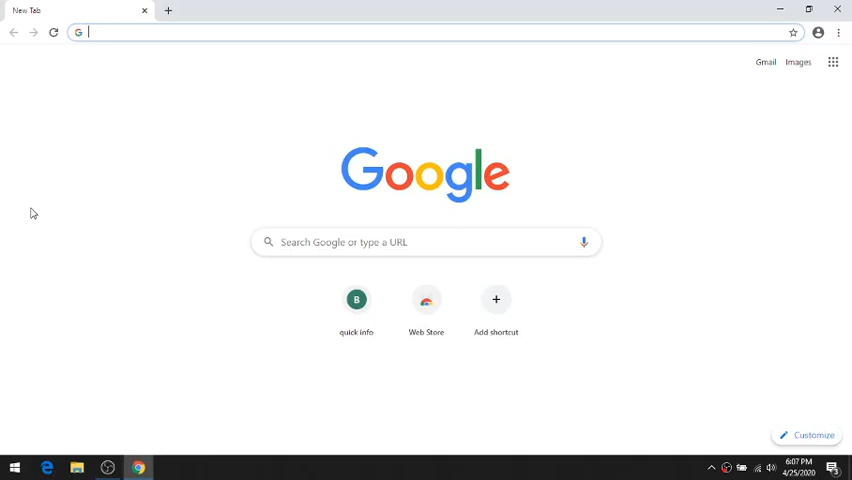 New Tab
Gmail Images
Google
Search Google or type a URL
B
quick info Web Store Add shortcut
Customize
6:07 PM
4/25/2020
3